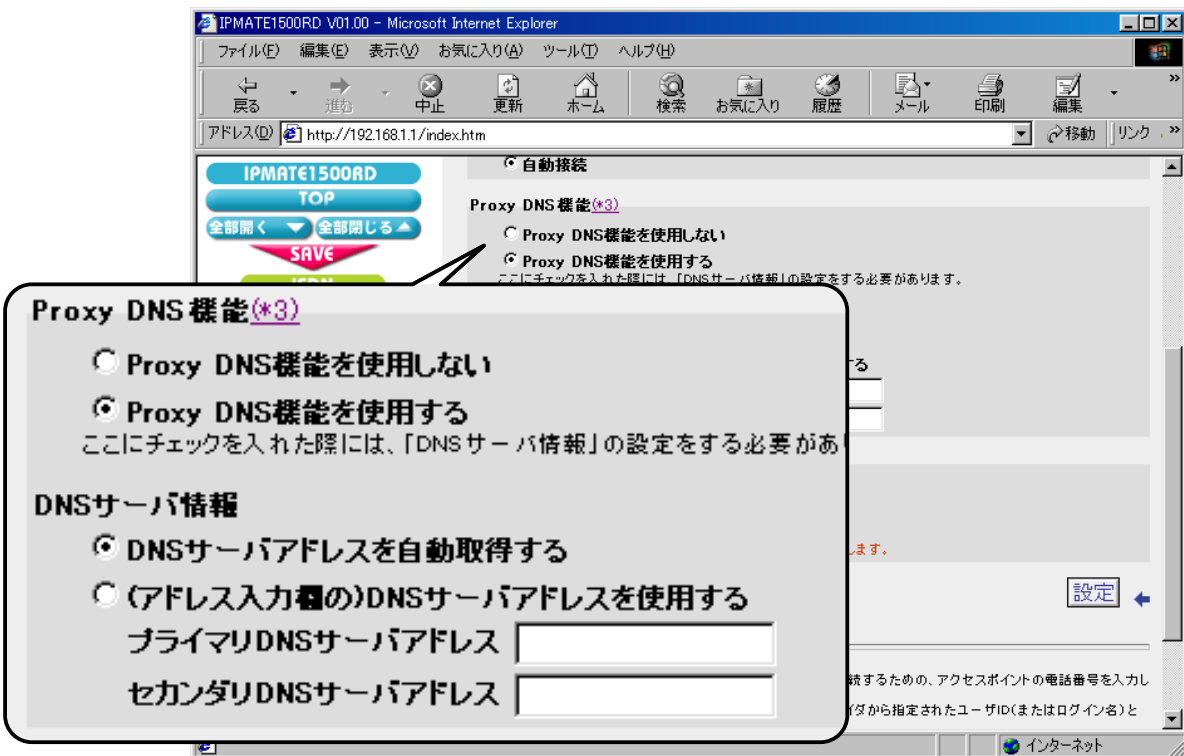 IPMATE1500RD V01.00 - Microsoft Internet Explorer
ファイル(F) 編集(E) 表示(V) お気に入り(A) ツール(T) ヘルプ(H)
戻る 進む 中止 更新 ホーム 検索 お気に入り 履歴 メール 印刷 編集 »
アドレス(D) http://192.168.1.1/index.htm 移動 リンク »
IPMATE1500RD
TOP
全部開く 全部閉じる
SAVE
自動接続
Proxy DNS機能(*3)
Proxy DNS機能を使用しない
Proxy DNS機能を使用する
ここにチェックを入れた際には、「DNSサーバ情報」の設定をする必要があります。
Proxy DNS機能(*3)
Proxy DNS機能を使用しない
Proxy DNS機能を使用する
ここにチェックを入れた際には、「DNSサーバ情報」の設定をする必要があ
DNSサーバ情報
DNSサーバアドレスを自動取得する
(アドレス入力欄の)DNSサーバアドレスを使用する
プライマリDNSサーバアドレス
セカンダリDNSサーバアドレス
する
します。
設定
続するための、アクセスポイントの電話番号を入力し
イダから指定されたユーザID(またはログイン名)と
インターネット